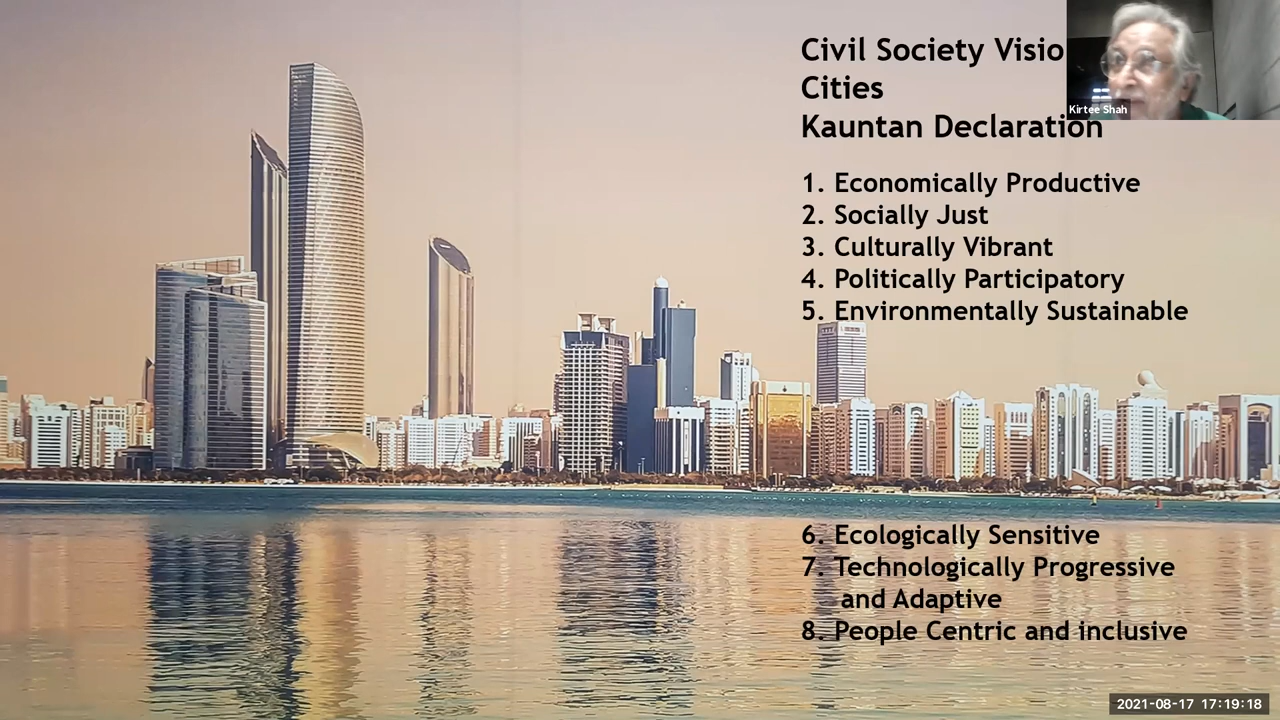 Civil Society Visio
Cities
Kauntan Declaration
Kirtee Shah
1. Economically Productive
2. Socially Just
3. Culturally Vibrant
4. Politically Participatory
5. Environmentally Sustainable
6. Ecologically Sensitive
7. Technologically Progressive
and Adaptive
8. People Centric and inclusive
2021-08-17 17:19:18